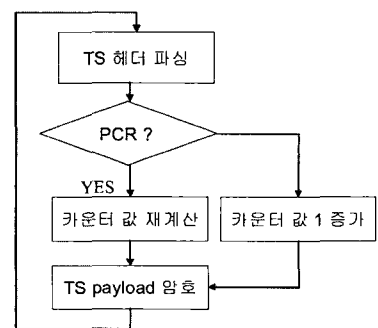 TS 헤더 파싱
PCR ?
YES
카운터 값 재계산
카운터 값 1 증가
TS payload 암호